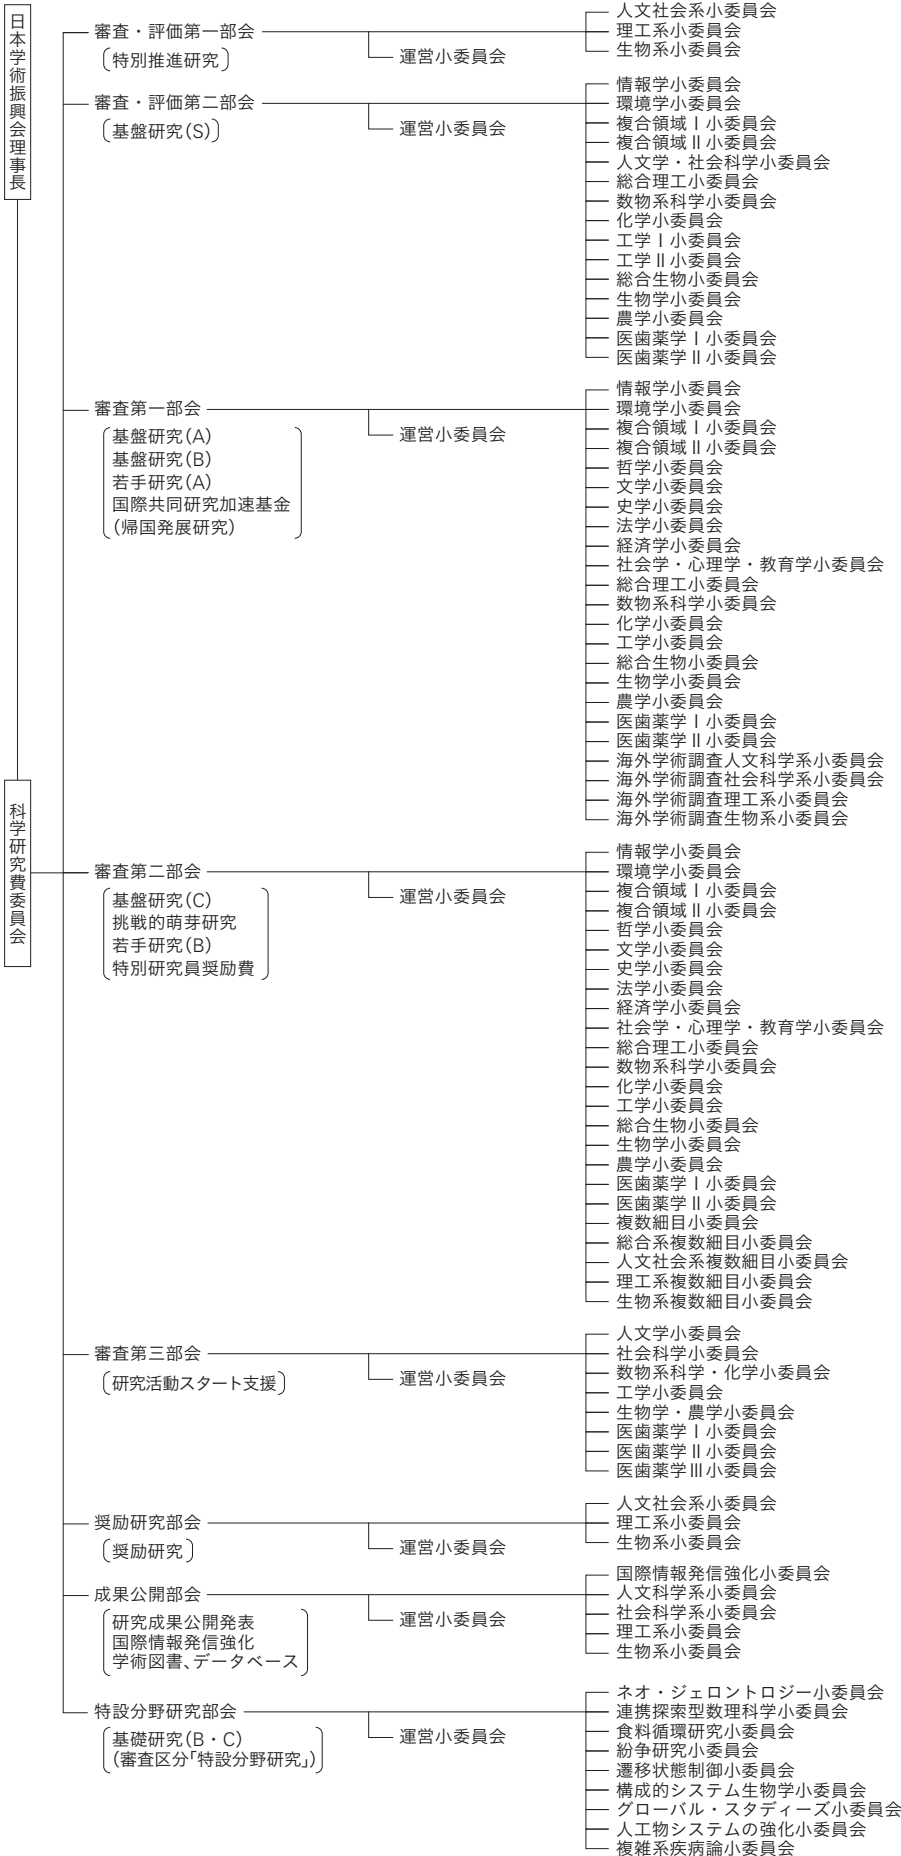 日本学術振興会理事長
科学研究費委員会
審査・評価第一部会
(特別推進研究)
運営小委員会
人文社会系小委員会
理工系小委員会
生物系小委員会
審査・評価第二部会
(基盤研究(S))
運営小委員会
情報学小委員会
環境学小委員会
複合領域Ⅰ小委員会
複合領域Ⅱ小委員会
人文学・社会科学小委員会
総合理工小委員会
数物系科学小委員会
化学小委員会
工学Ⅰ小委員会
工学Ⅱ小委員会
総合生物小委員会
生物学小委員会
農学小委員会
医歯薬学Ⅰ小委員会
医歯薬学Ⅱ小委員会
審査第一部会
基盤研究(A)
基盤研究(B)
若手研究(A)
国際共同研究加速基金
(帰国発展研究)
運営小委員会
情報学小委員会
環境学小委員会
複合領域Ⅰ小委員会
複合領域Ⅱ小委員会
哲学小委員会
文学小委員会
史学小委員会
法学小委員会
経済学小委員会
社会学・心理学・教育学小委員会
総合理工小委員会
数物系科学小委員会
化学小委員会
工学小委員会
総合生物小委員会
生物学小委員会
農学小委員会
医歯薬学Ⅰ小委員会
医歯薬学Ⅱ小委員会
海外学術調査人文科学系小委員会
海外学術調査社会科学系小委員会
海外学術調査理工系小委員会
海外学術調査生物系小委員会
審査第二部会
基盤研究(C)
挑戦的萌芽研究
若手研究(B)
特別研究員奨励費
運営小委員会
情報学小委員会
環境学小委員会
複合領域Ⅰ小委員会
複合領域Ⅱ小委員会
哲学小委員会
文学小委員会
史学小委員会
法学小委員会
経済学小委員会
社会学・心理学・教育学小委員会
総合理工小委員会
数物系科学小委員会
化学小委員会
工学小委員会
総合生物小委員会
生物学小委員会
農学小委員会
医歯薬学Ⅰ小委員会
医歯薬学Ⅱ小委員会
複数細目小委員会
総合系複数細目小委員会
人文社会系複数細目小委員会
理工系複数細目小委員会
生物系複数細目小委員会
審査第三部会
(研究活動スタート支援)
運営小委員会
人文学小委員会
社会科学小委員会
数物系科学・化学小委員会
工学小委員会
生物学・農学小委員会
医歯薬学Ⅰ小委員会
医歯薬学Ⅱ小委員会
医歯薬学Ⅲ小委員会
奨励研究部会
(奨励研究)
運営小委員会
人文社会系小委員会
理工系小委員会
生物系小委員会
成果公開部会
研究成果公開発表
国際情報発信強化
学術図書、データベース
運営小委員会
国際情報発信強化小委員会
人文科学系小委員会
社会科学系小委員会
理工系小委員会
生物系小委員会
特設分野研究部会
基礎研究(B・C)
(審査区分「特設分野研究」)
運営小委員会
ネオ・ジェロントロジー小委員会
連携探索型数理科学小委員会
食料循環研究小委員会
紛争研究小委員会
遷移状態制御小委員会
構成的システム生物学小委員会
グローバル・スタディーズ小委員会
人工物システムの強化小委員会
複雑系疾病論小委員会